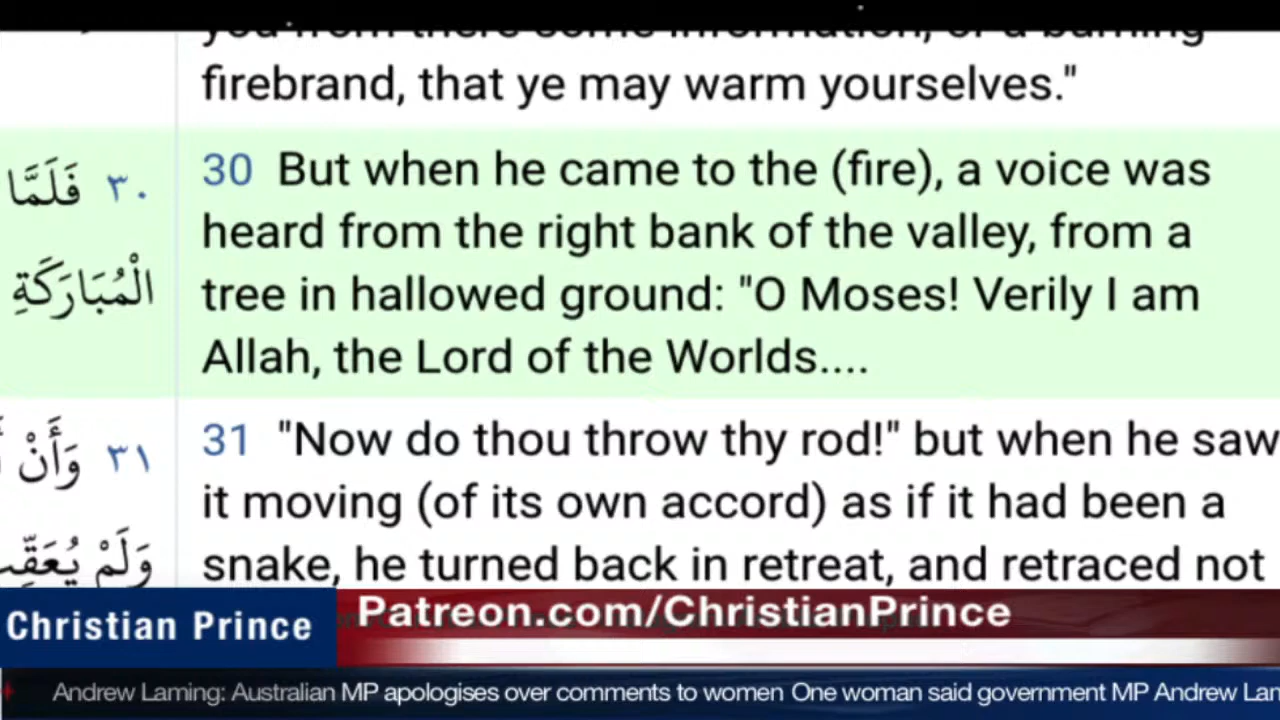 firebrand, that ye may warm yourselves."
30 But when he came to the (fire), a voice was
٣٠ فَلَمَّا
heard from the right bank of the valley, from a
tree in hallowed ground: "O Moses! Verily I am
الْمُبَارَكَةِ
Allah, the Lord of the Worlds....
31 "Now do thou throw thy rod!" but when he saw
٣١ وَأَنْ
it moving (of its own accord) as if it had been a
snake, he turned back in retreat, and retraced not
وَلَمْ يُعَقِّبْ
Christian Prince
Patreon.com/ChristianPrince
Andrew Laming: Australian MP apologises over comments to women One woman said government MP Andrew Lam